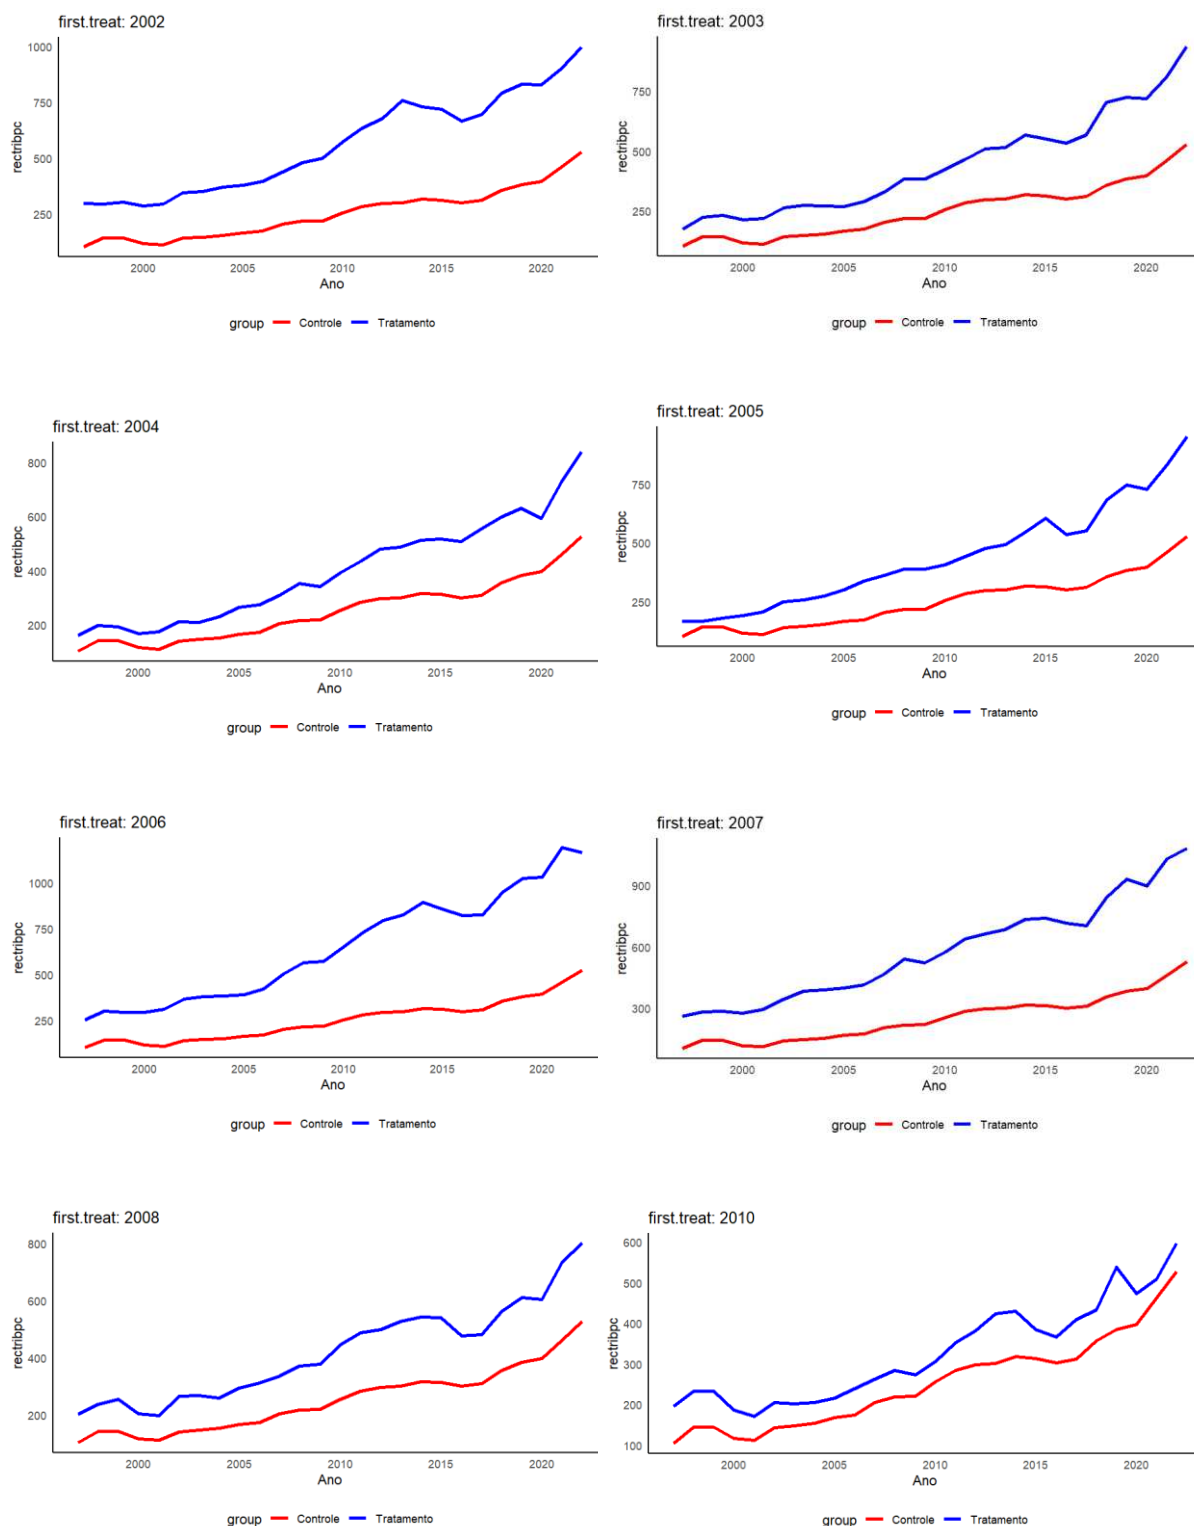 first.treat: 2002
1000
750
500
250
rectribpc
2000 2005 2010 2015 2020
Ano
group Controle Tratamento
first.treat: 2003
750
500
250
rectribpc
2000 2005 2010 2015 2020
Ano
group Controle Tratamento
first.treat: 2004
800
600
400
200
rectribpc
2000 2005 2010 2015 2020
Ano
group Controle Tratamento
first.treat: 2005
750
500
250
rectribpc
2000 2005 2010 2015 2020
Ano
group Controle Tratamento
first.treat: 2006
1000
750
500
250
rectribpc
2000 2005 2010 2015 2020
Ano
group Controle Tratamento
first.treat: 2007
900
600
300
rectribpc
2000 2005 2010 2015 2020
Ano
group Controle Tratamento
first.treat: 2008
800
600
400
200
rectribpc
2000 2005 2010 2015 2020
Ano
group Controle Tratamento
first.treat: 2010
600
500
400
300
200
100
rectribpc
2000 2005 2010 2015 2020
Ano
group Controle Tratamento